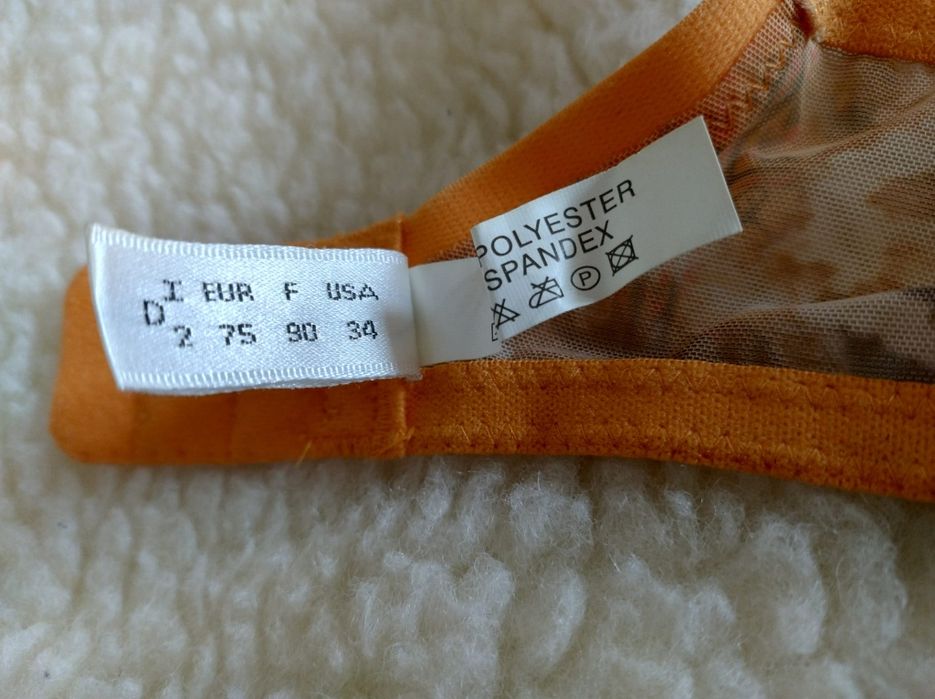 I EUR F USA
D
2 75 90 34
POLYESTER
SPANDEX
P